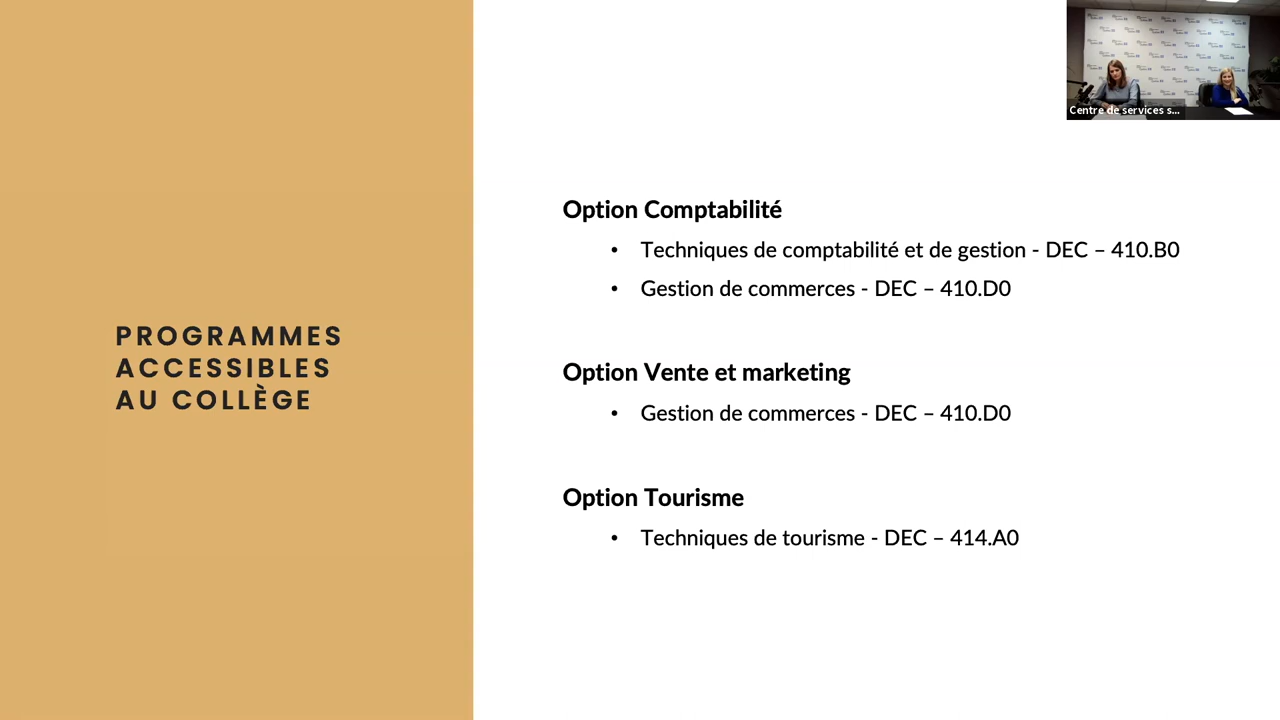 Centre de services s...
PROGRAMMES
ACCESSIBLES
AU COLLÈGE
Option Comptabilité
• Techniques de comptabilité et de gestion - DEC – 410.B0
• Gestion de commerces - DEC – 410.D0
Option Vente et marketing
• Gestion de commerces - DEC – 410.D0
Option Tourisme
• Techniques de tourisme - DEC – 414.A0